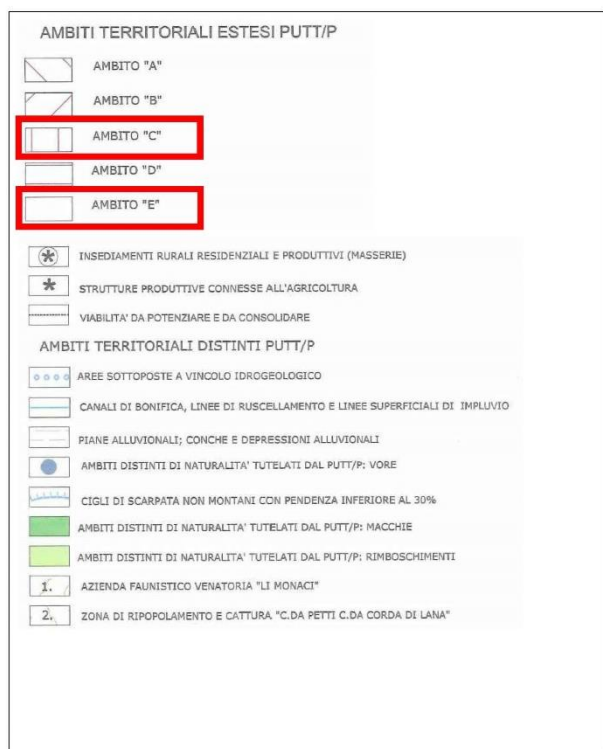 AMBITI TERRITORIALI ESTESI PUTT/P
AMBITO "A"
AMBITO "B"
AMBITO "C"
AMBITO "D"
AMBITO "E"
INSEDIAMENTI RURALI RESIDENZIALI E PRODUTTIVI (MASSERIE)
STRUTTURE PRODUTTIVE CONNESSE ALL'AGRICOLTURA
VIABILITA' DA POTENZIARE E DA CONSOLIDARE
AMBITI TERRITORIALI DISTINTI PUTT/P
AREE SOTTOPOSTE A VINCOLO IDROGEOLOGICO
CANALI DI BONIFICA, LINEE DI RUSCELLAMENTO E LINEE SUPERFICIALI DI IMPLUVIO
PIANE ALLUVIONALI; CONCHE E DEPRESSIONI ALLUVIONALI
AMBITI DISTINTI DI NATURALITA' TUTELATI DAL PUTT/P: VORE
CIGLI DI SCARPATA NON MONTANI CON PENDENZA INFERIORE AL 30%
AMBITI DISTINTI DI NATURALITA' TUTELATI DAL PUTT/P: MACCHIE
AMBITI DISTINTI DI NATURALITA' TUTELATI DAL PUTT/P: RIMBOSCHIMENTI
1. AZIENDA FAUNISTICO VENATORIA "LI MONACI"
2. ZONA DI RIPOPOLAMENTO E CATTURA "C.DA PETTI C.DA CORDA DI LANA"